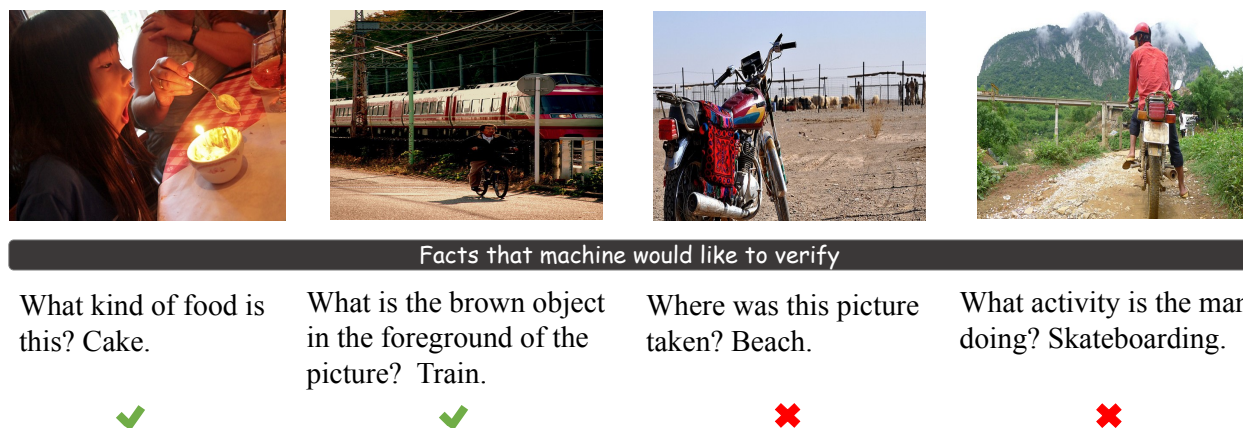 Facts that machine would like to verify
What kind of food is
this? Cake.
What is the brown object
in the foreground of the
picture? Train.
Where was this picture
taken? Beach.
What activity is the man
doing? Skateboarding.